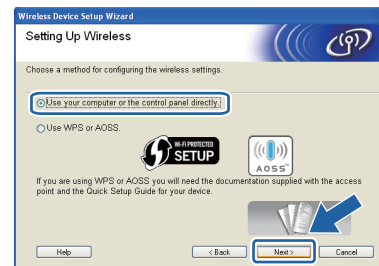 Wireless Device Setup Wizard
Setting Up Wireless
Choose a method for configuring the wireless settings.
Use your computer or the control panel directly.
Use WPS or AOSS.
Wi-Fi PROTECTED
SETUP
AOSS™
If you are using WPS or AOSS you will need the documentation supplied with the access
point and the Quick Setup Guide for your device.
Help
< Back
Next >
Cancel